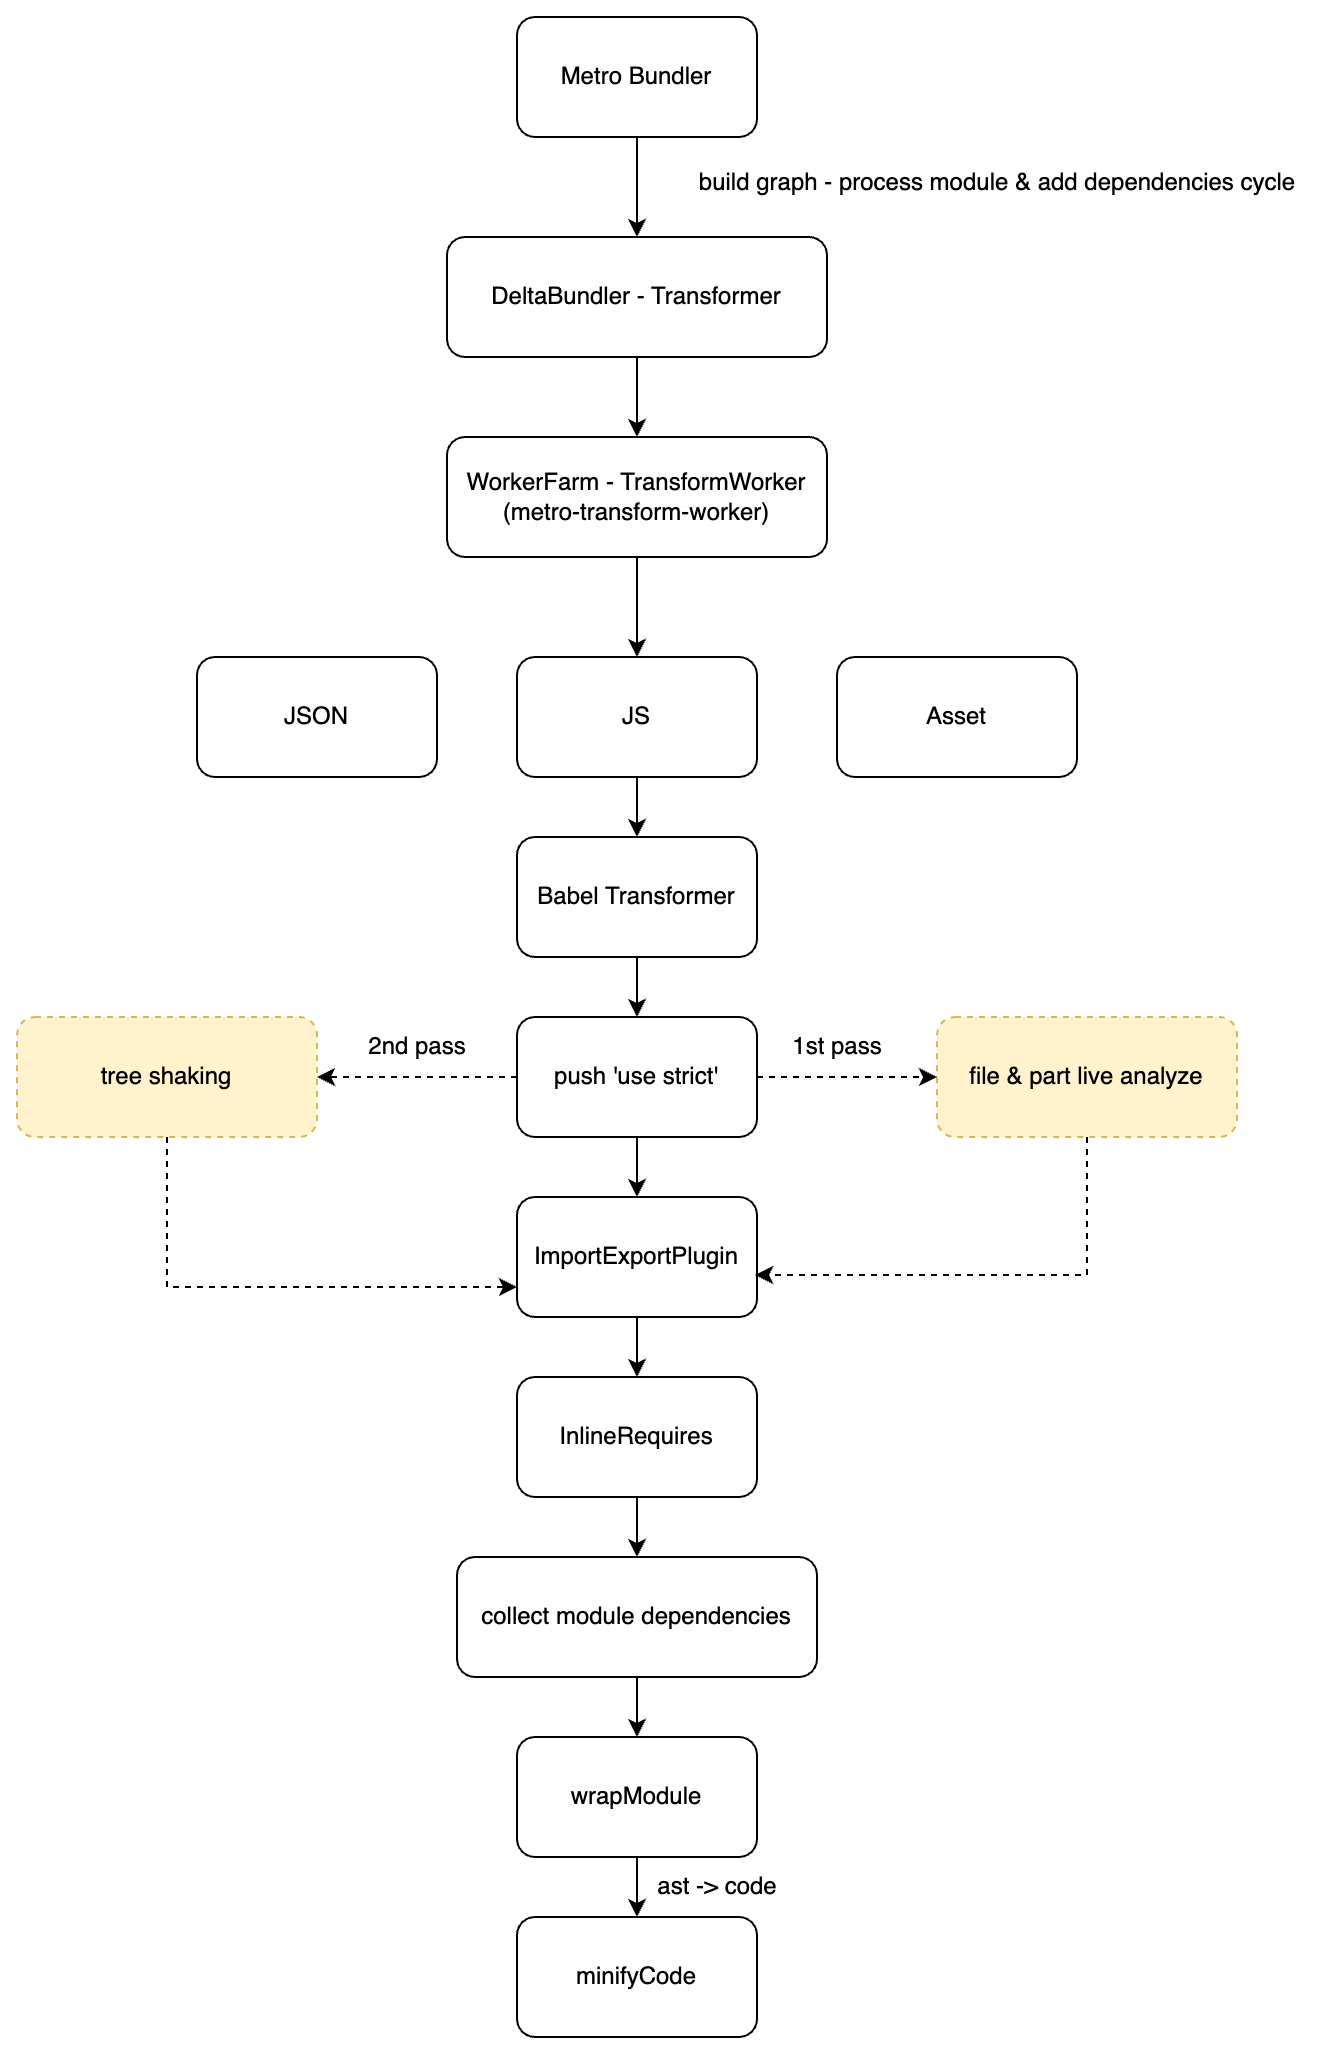 Metro Bundler
build graph - process module & add dependencies cycle
DeltaBundler - Transformer
WorkerFarm - TransformWorker
(metro-transform-worker)
JSON
JS
Asset
Babel Transformer
tree shaking
2nd pass
push 'use strict'
1st pass
file & part live analyze
ImportExportPlugin
InlineRequires
collect module dependencies
wrapModule
ast -> code
minifyCode